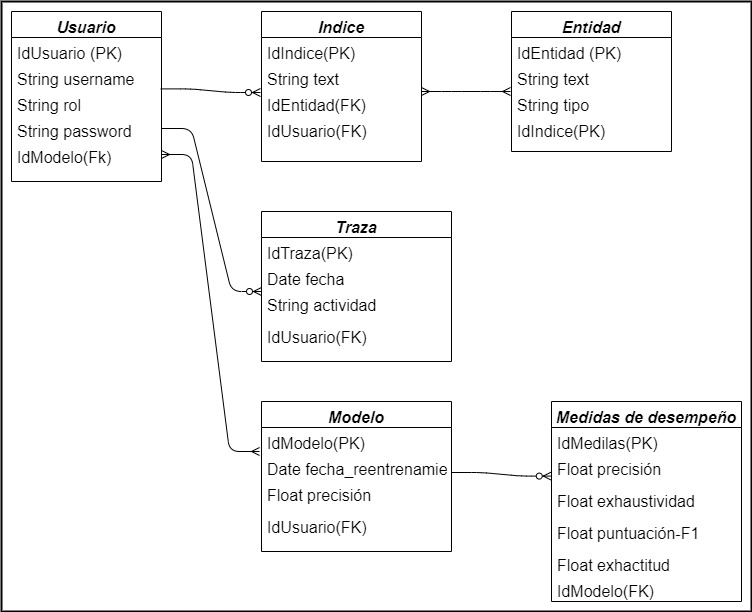 Usuario
IdUsuario (PK)
String username
String rol
String password
IdModelo(Fk)
Indice
IdIndice(PK)
String text
IdEntidad(FK)
IdUsuario(FK)
Entidad
IdEntidad (PK)
String text
String tipo
IdIndice(PK)
Traza
IdTraza(PK)
Date fecha
String actividad
IdUsuario(FK)
Modelo
IdModelo(PK)
Date fecha_reentrenamie
Float precisión
IdUsuario(FK)
Medidas de desempeño
IdMedilas(PK)
Float precisión
Float exhaustividad
Float puntuación-F1
Float exhactitud
IdModelo(FK)